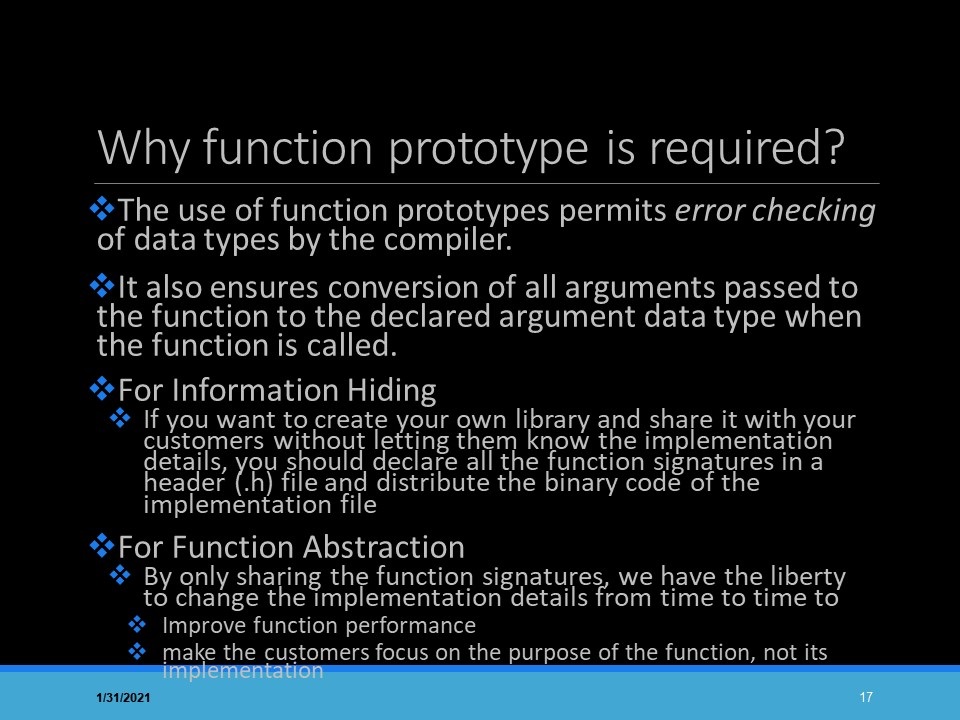 Why function prototype is required?
❖The use of function prototypes permits error checking
of data types by the compiler.
❖It also ensures conversion of all arguments passed to
the function to the declared argument data type when
the function is called.
❖For Information Hiding
❖ If you want to create your own library and share it with your
customers without letting them know the implementation
details, you should declare all the function signatures in a
header (.h) file and distribute the binary code of the
implementation file
❖For Function Abstraction
❖ By only sharing the function signatures, we have the liberty
to change the implementation details from time to time to
❖ Improve function performance
❖ make the customers focus on the purpose of the function, not its
implementation
1/31/2021 17